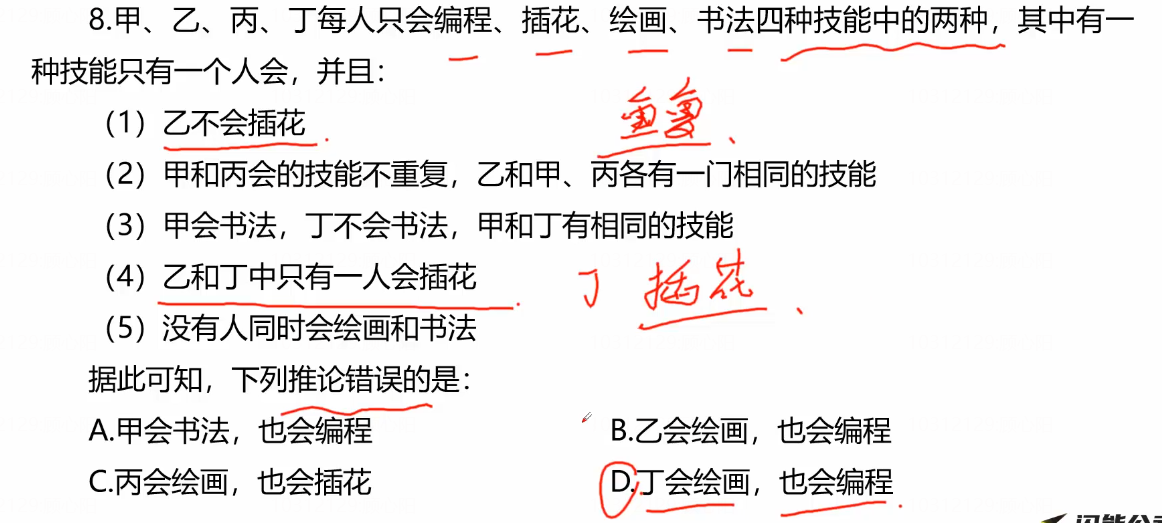 8.甲、乙、丙、丁每人只会编程、插花、绘画、书法四种技能中的两种，其中有一
种技能只有一个人会，并且：
（1）乙不会插花
（2）甲和丙会的技能不重复，乙和甲、丙各有一门相同的技能
（3）甲会书法，丁不会书法，甲和丁有相同的技能
（4）乙和丁中只有一人会插花
丁 插花
（5）没有人同时会绘画和书法
据此可知，下列推论错误的是：
A.甲会书法，也会编程
B.乙会绘画，也会编程
C.丙会绘画，也会插花
D.丁会绘画，也会编程